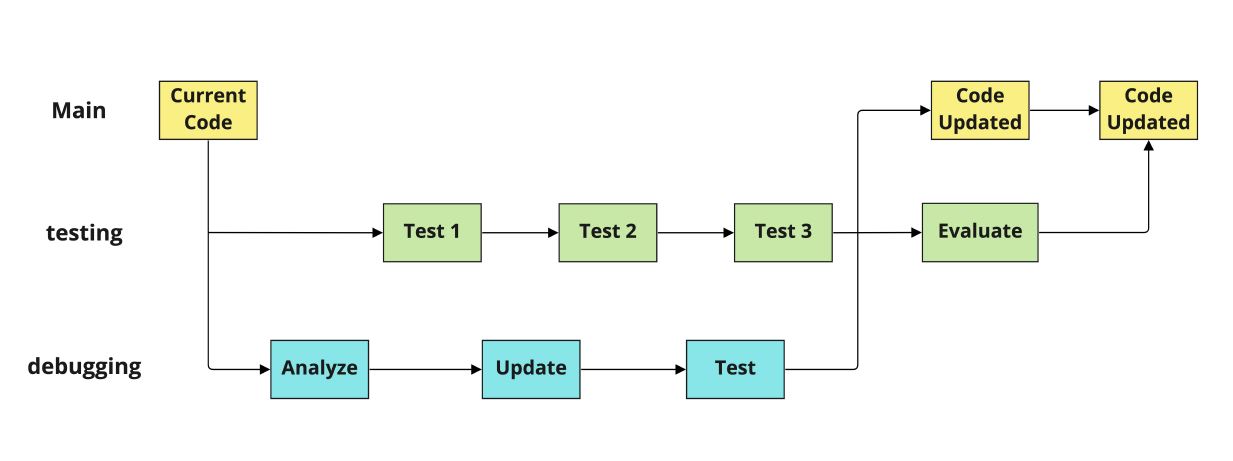 Main
Current
Code
Code
Updated
Code
Updated
testing
Test 1
Test 2
Test 3
Evaluate
debugging
Analyze
Update
Test